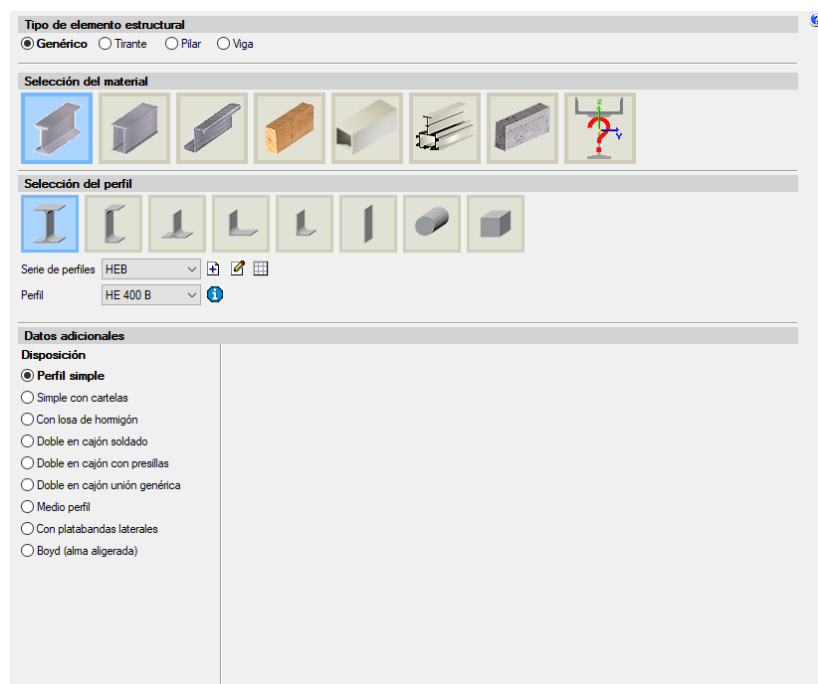 Tipo de elemento estructural
Genérico Tirante Pilar Viga
Selección del material
Selección del perfil
Serie de perfiles HEB
Perfil HE 400 B
Datos adicionales
Disposición
Perfil simple
Simple con cartelas
Con losa de hormigón
Doble en cajón soldado
Doble en cajón con presillas
Doble en cajón unión genérica
Medio perfil
Con platabandas laterales
Boyd (alma aligerada)